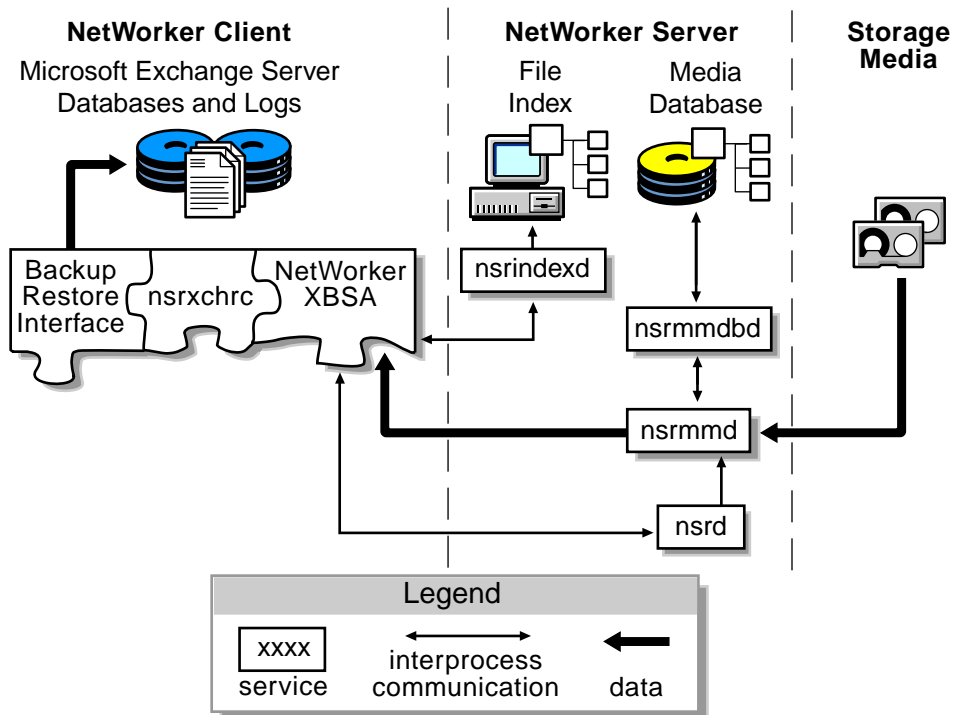 NetWorker Client
Microsoft Exchange Server
Databases and Logs
NetWorker Server
File
Index
Media
Database
Storage
Media
Backup
Restore
Interface
nsrxchrc
NetWorker
XBSA
nsrindexd
nsrmmdbd
nsrmmd
nsrd
Legend
xxxx
service
interprocess
communication
data